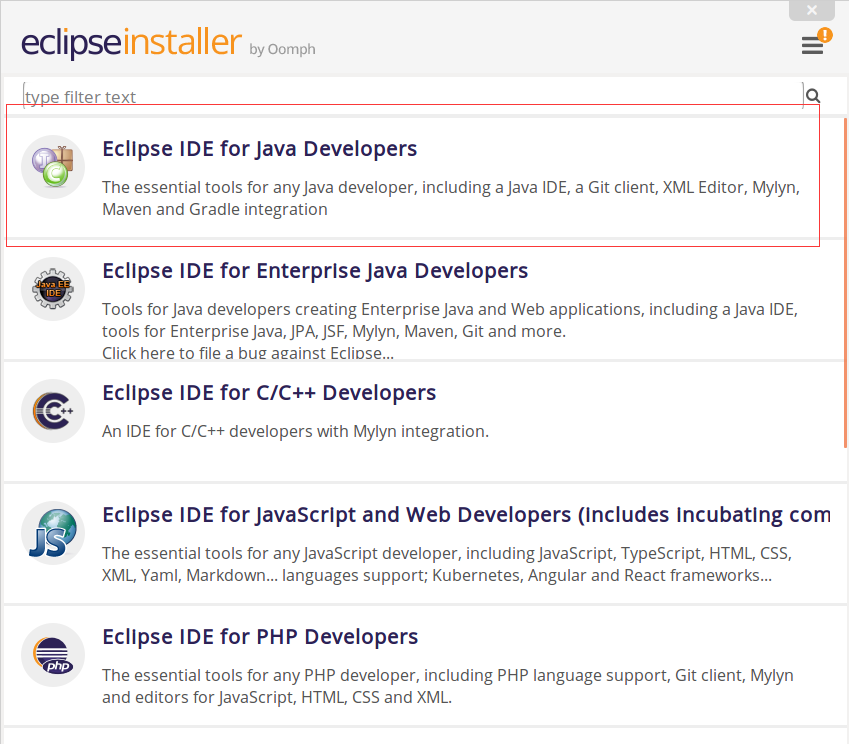 eclipse installer by Oomph
type filter text
Eclipse IDE for Java Developers
The essential tools for any Java developer, including a Java IDE, a Git client, XML Editor, Mylyn,
Maven and Gradle integration
Java EE
IDE
Eclipse IDE for Enterprise Java Developers
Tools for Java developers creating Enterprise Java and Web applications, including a Java IDE,
tools for Enterprise Java, JPA, JSF, Mylyn, Maven, Git and more.
Click here to file a bug against Eclipse...
C++
Eclipse IDE for C/C++ Developers
An IDE for C/C++ developers with Mylyn integration.
JS
Eclipse IDE for JavaScript and Web Developers (includes Incubating com
The essential tools for any JavaScript developer, including JavaScript, TypeScript, HTML, CSS,
XML, Yaml, Markdown... languages support; Kubernetes, Angular and React frameworks...
php
Eclipse IDE for PHP Developers
The essential tools for any PHP developer, including PHP language support, Git client, Mylyn
and editors for JavaScript, HTML, CSS and XML.